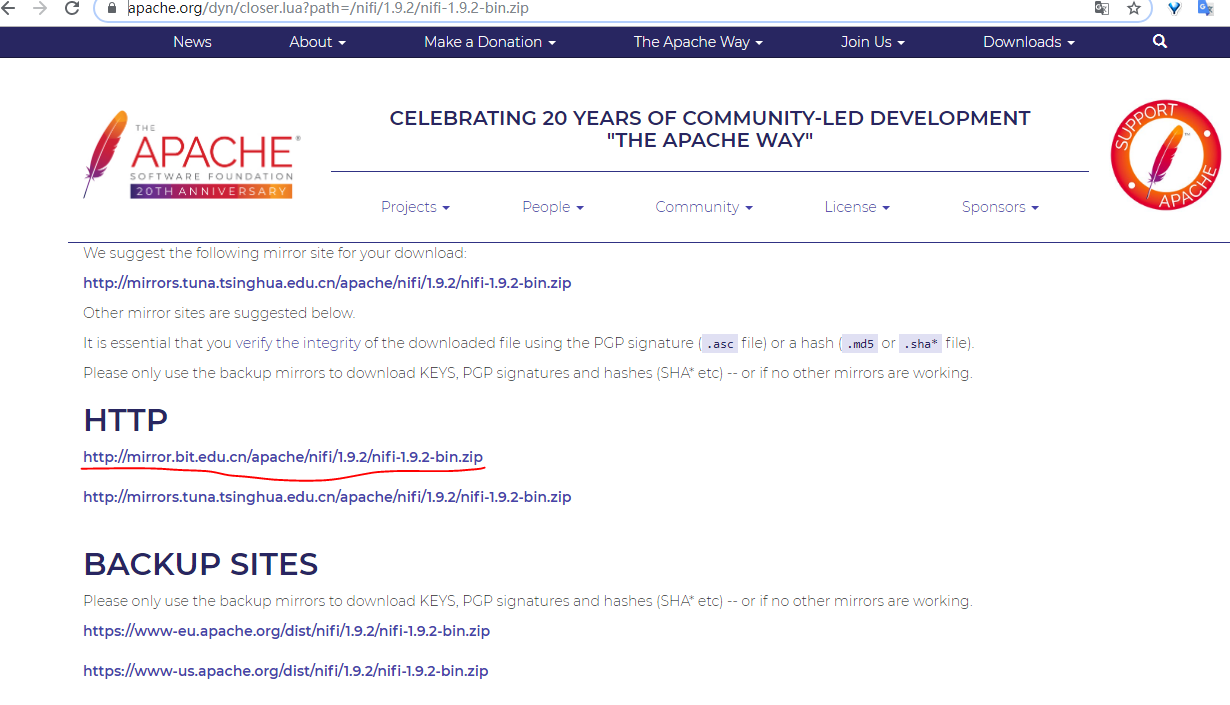 apache.org/dyn/closer.lua?path=/nifi/1.9.2/nifi-1.9.2-bin.zip
News About Make a Donation The Apache Way Join Us Downloads
THE
APACHE®
SOFTWARE FOUNDATION
20TH ANNIVERSARY
CELEBRATING 20 YEARS OF COMMUNITY-LED DEVELOPMENT
"THE APACHE WAY"
SUPPORT
APACHE
Projects People Community License Sponsors
We suggest the following mirror site for your download:
http://mirrors.tuna.tsinghua.edu.cn/apache/nifi/1.9.2/nifi-1.9.2-bin.zip
Other mirror sites are suggested below.
It is essential that you verify the integrity of the downloaded file using the PGP signature (.asc file) or a hash (.md5 or .sha* file).
Please only use the backup mirrors to download KEYS, PGP signatures and hashes (SHA* etc) -- or if no other mirrors are working.
HTTP
http://mirror.bit.edu.cn/apache/nifi/1.9.2/nifi-1.9.2-bin.zip
http://mirrors.tuna.tsinghua.edu.cn/apache/nifi/1.9.2/nifi-1.9.2-bin.zip
BACKUP SITES
Please only use the backup mirrors to download KEYS, PGP signatures and hashes (SHA* etc) -- or if no other mirrors are working.
https://www-eu.apache.org/dist/nifi/1.9.2/nifi-1.9.2-bin.zip
https://www-us.apache.org/dist/nifi/1.9.2/nifi-1.9.2-bin.zip